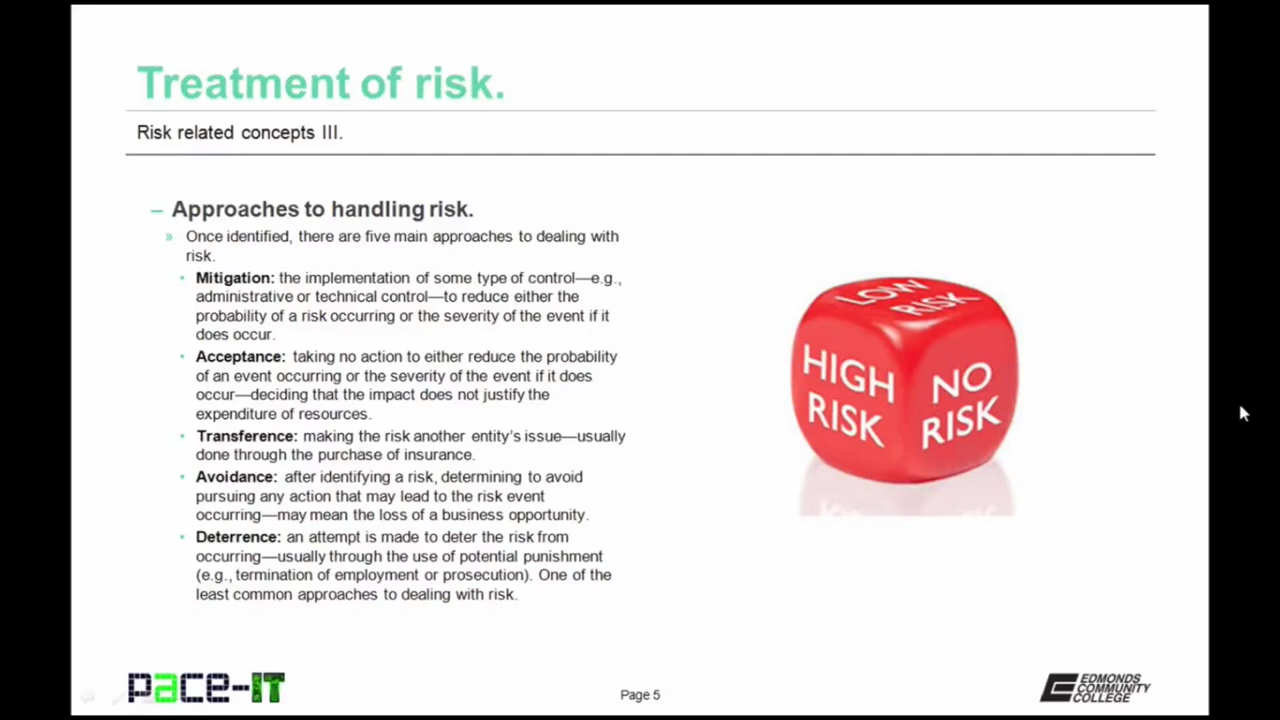 Treatment of risk.
Risk related concepts III.
– Approaches to handling risk.
» Once identified, there are five main approaches to dealing with
risk.
• Mitigation: the implementation of some type of control—e.g.,
administrative or technical control—to reduce either the
probability of a risk occurring or the severity of the event if it
does occur.
• Acceptance: taking no action to either reduce the probability
of an event occurring or the severity of the event if it does
occur—deciding that the impact does not justify the
expenditure of resources.
• Transference: making the risk another entity's issue—usually
done through the purchase of insurance.
• Avoidance: after identifying a risk, determining to avoid
pursuing any action that may lead to the risk event
occurring—may mean the loss of a business opportunity.
• Deterrence: an attempt is made to deter the risk from
occurring—usually through the use of potential punishment
(e.g., termination of employment or prosecution). One of the
least common approaches to dealing with risk.
LOW
RISK
HIGH
RISK
NO
RISK
pace-IT
Page 5
EDMONDS
COMMUNITY
COLLEGE